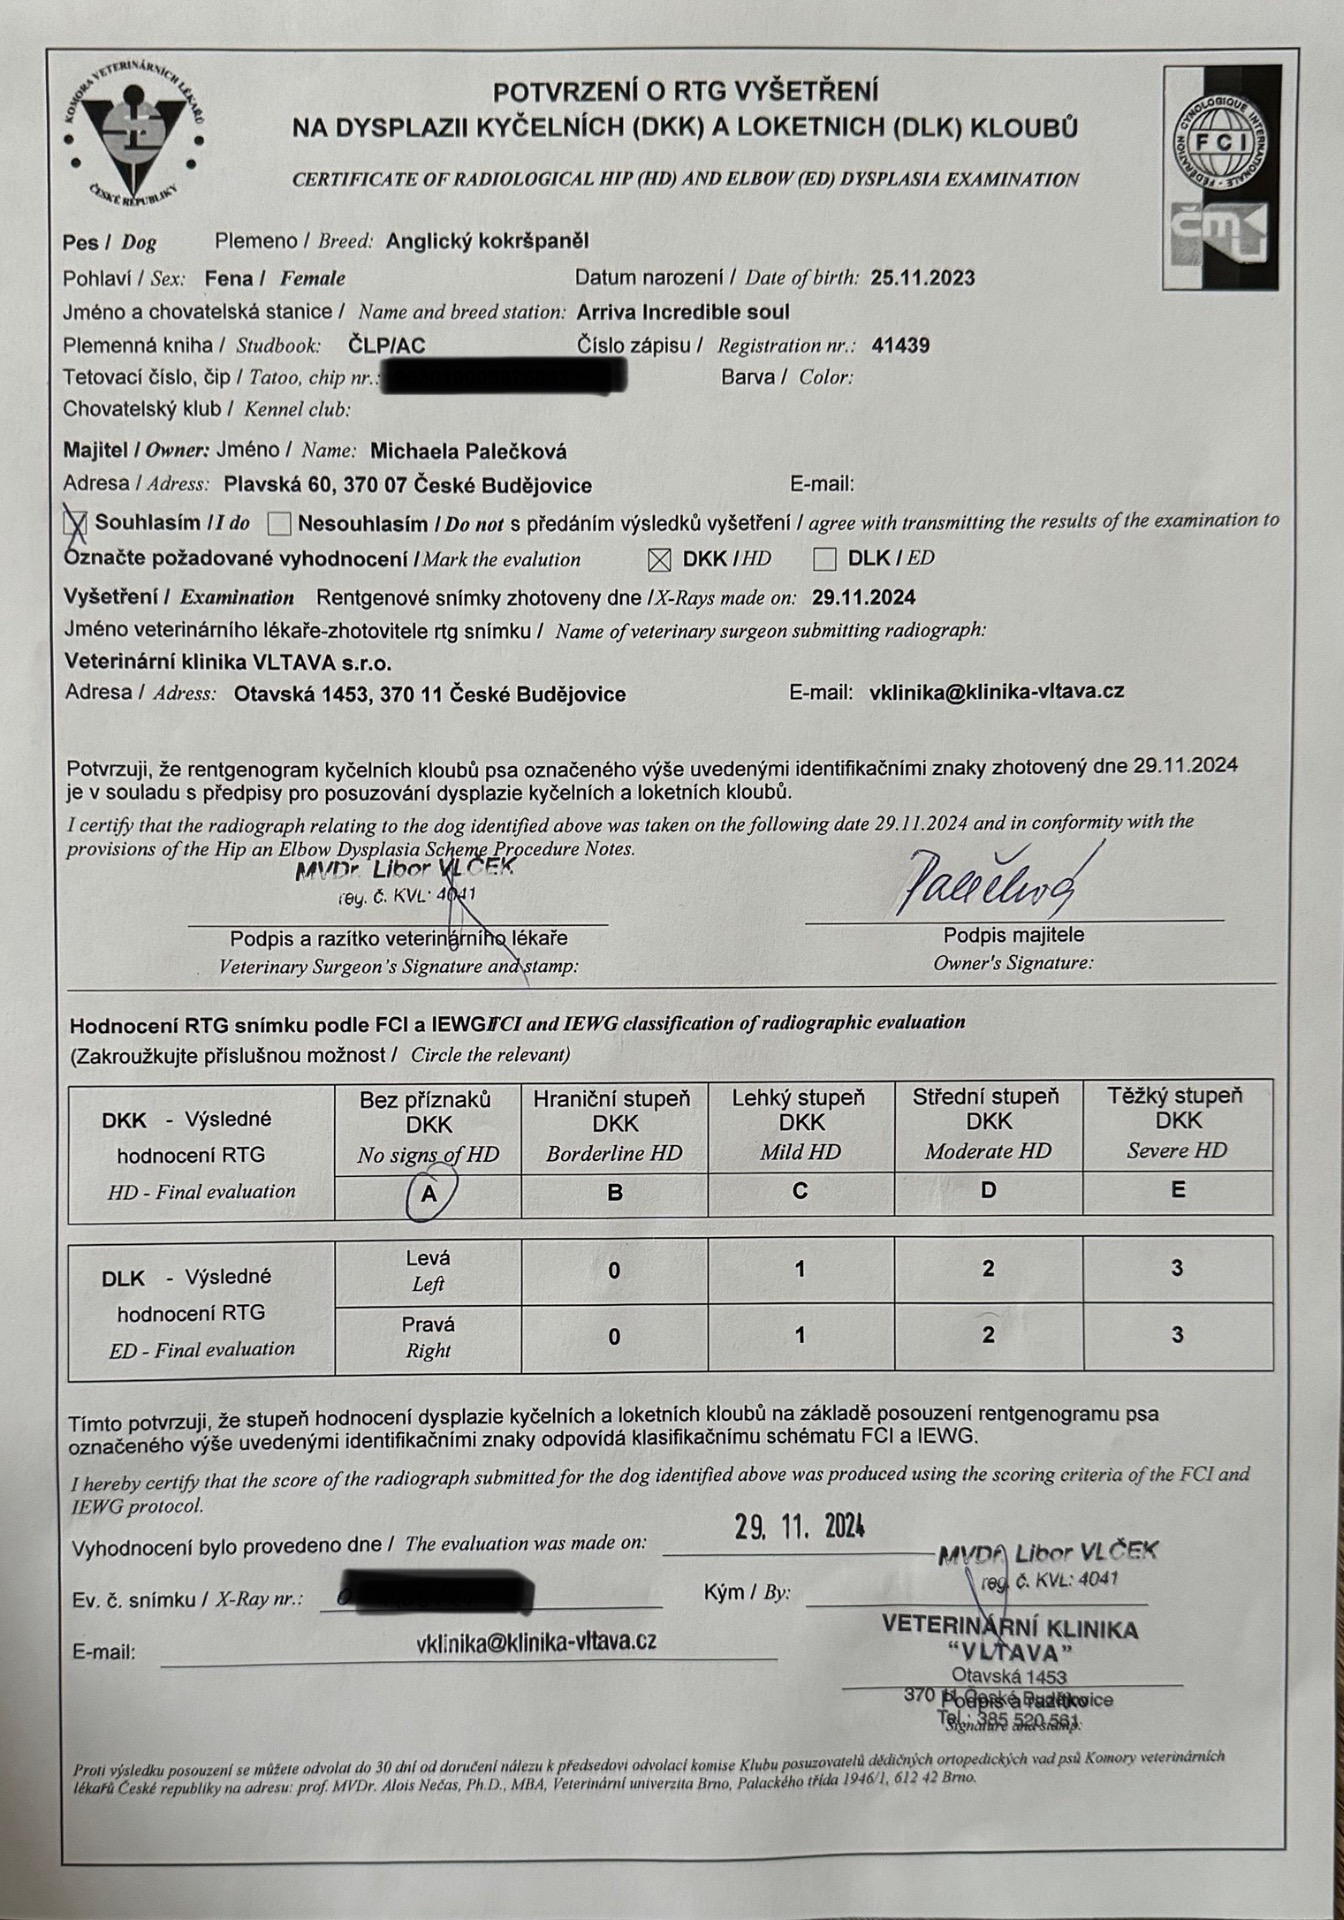 KOMORA VETERINÁRNÍCH LÉKAŘŮ
ČESKÉ REPUBLIKY
POTVRZENÍ O RTG VYŠETŘENÍ
NA DYSPLAZII KYČELNÍCH (DKK) A LOKETNICH (DLK) KLOUBŮ
CERTIFICATE OF RADIOLOGICAL HIP (HD) AND ELBOW (ED) DYSPLASIA EXAMINATION
FEDERATION CYNOLOGIQUE INTERNATIONALE
FCI
čmku
Pes / Dog Plemeno / Breed: Anglický kokršpaněl
Pohlaví / Sex: Fena / Female Datum narození / Date of birth: 25.11.2023
Jméno a chovatelská stanice / Name and breed station: Arriva Incredible soul
Plemenná kniha / Studbook: ČLP/AC Číslo zápisu / Registration nr.: 41439
Tetovací číslo, čip / Tatoo, chip nr.: Barva / Color:
Chovatelský klub / Kennel club:
Majitel / Owner: Jméno / Name: Michaela Palečková
Adresa / Adress: Plavská 60, 370 07 České Budějovice E-mail:
Souhlasím / I do Nesouhlasím / Do not s předáním výsledků vyšetření / agree with transmitting the results of the examination to
Označte požadované vyhodnocení / Mark the evalution DKK / HD DLK / ED
Vyšetření / Examination Rentgenové snímky zhotoveny dne /X-Rays made on: 29.11.2024
Jméno veterinárního lékaře-zhotovitele rtg snímku / Name of veterinary surgeon submitting radiograph:
Veterinární klinika VLTAVA s.r.o.
Adresa / Adress: Otavská 1453, 370 11 České Budějovice E-mail: vklinika@klinika-vltava.cz
Potvrzuji, že rentgenogram kyčelních kloubů psa označeného výše uvedenými identifikačními znaky zhotovený dne 29.11.2024
je v souladu s předpisy pro posuzování dysplazie kyčelních a loketních kloubů.
I certify that the radiograph relating to the dog identified above was taken on the following date 29.11.2024 and in conformity with the
provisions of the Hip an Elbow Dysplasia Scheme Procedure Notes.
MVDr. Libor VLČEK
reg. č. KVL: 4041
Palečková
Podpis a razítko veterinárního lékaře Podpis majitele
Veterinary Surgeon's Signature and stamp: Owner's Signature:
Hodnocení RTG snímku podle FCI a IEWG/FCI and IEWG classification of radiographic evaluation
(Zakroužkujte příslušnou možnost / Circle the relevant)
DKK - Výsledné
hodnocení RTG
HD - Final evaluation
Bez příznaků DKK No signs of HD
Hraniční stupeň DKK Borderline HD
Lehký stupeň DKK Mild HD
Střední stupeň DKK Moderate HD
Těžký stupeň DKK Severe HD
A B C D E
DLK - Výsledné
hodnocení RTG
ED - Final evaluation
Levá Left 0 1 2 3
Pravá Right 0 1 2 3
Tímto potvrzuji, že stupeň hodnocení dysplazie kyčelních a loketních kloubů na základě posouzení rentgenogramu psa
označeného výše uvedenými identifikačními znaky odpovídá klasifikačnímu schématu FCI a IEWG.
I hereby certify that the score of the radiograph submitted for the dog identified above was produced using the scoring criteria of the FCI and
IEWG protocol.
Vyhodnocení bylo provedeno dne / The evaluation was made on: 29. 11. 2024
MVDr. Libor VLČEK
reg. č. KVL: 4041
Ev. č. snímku / X-Ray nr.: Kým / By:
VETERINÁRNÍ KLINIKA
"VLTAVA"
E-mail: vklinika@klinika-vltava.cz
Otavská 1453
370 11 České Budějovice
Podpis a razítko
Tel.: 385 520 561
Signature and stamp:
Proti výsledku posouzení se můžete odvolat do 30 dní od doručení nálezu k předsedovi odvolací komise Klubu posuzovatelů dědičných ortopedických vad psů Komory veterinárních
lékařů České republiky na adresu: prof. MVDr. Alois Nečas, Ph.D., MBA, Veterinární univerzita Brno, Palackého třída 1946/1, 612 42 Brno.